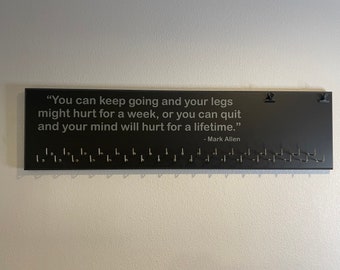 “You can keep going and your legs
might hurt for a week, or you can quit
and your mind will hurt for a lifetime.”
- Mark Allen